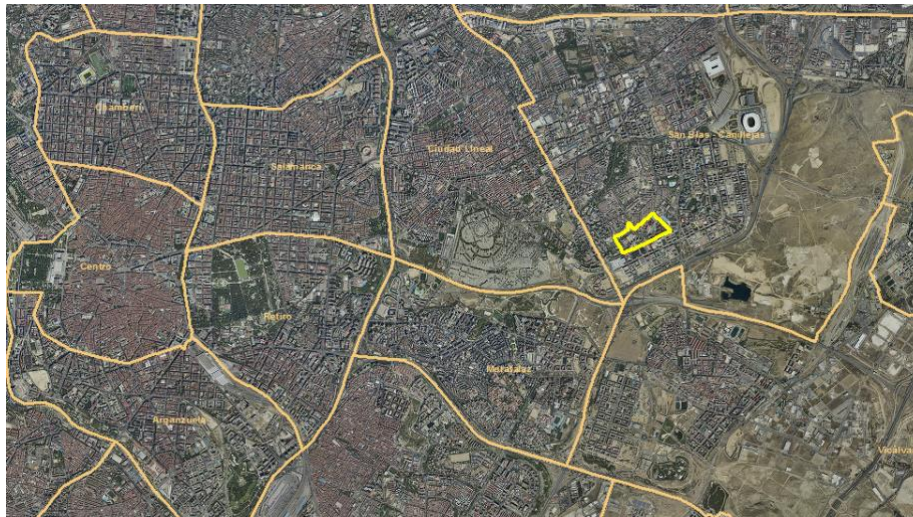 Chamberí
San Blas - Canillejas
Ciudad Lineal
Salamanca
Centro
Retiro
Moratalaz
Arganzuela
Vicálva